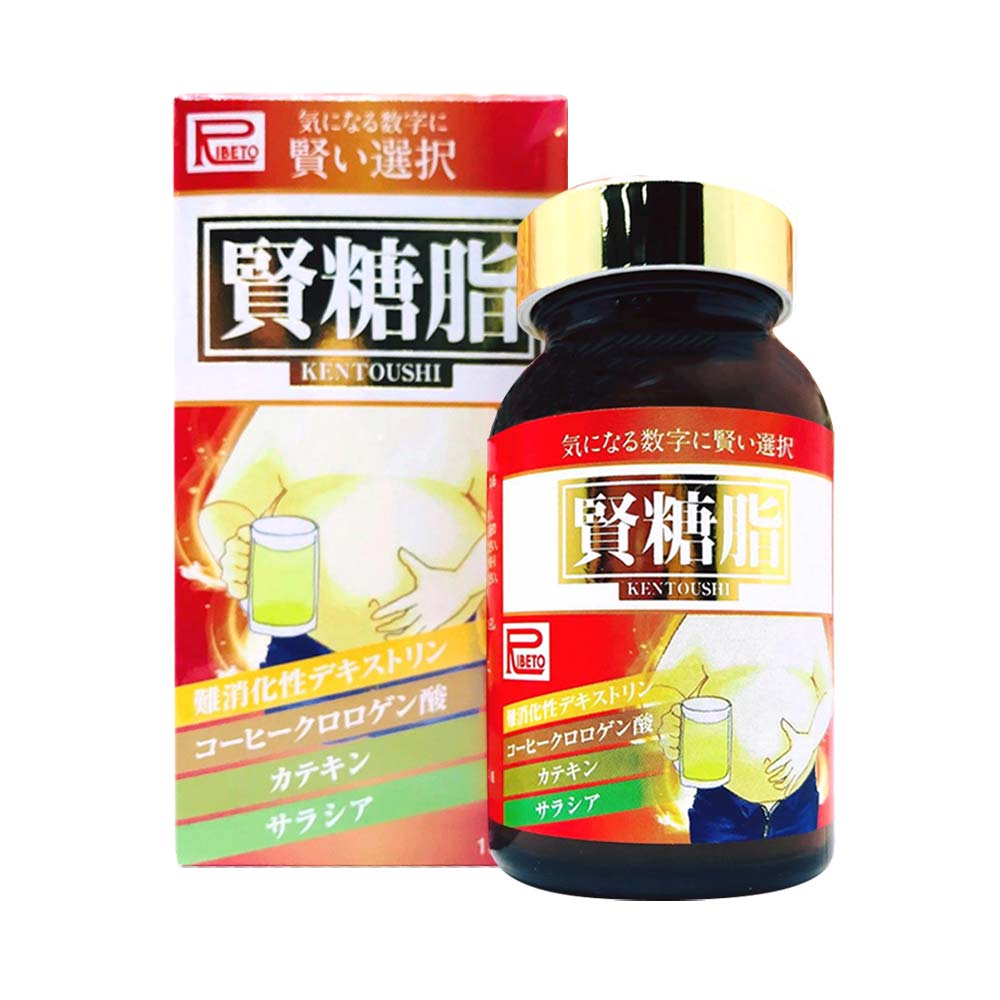 RIBETO
気になる数字に
賢い選択
賢糖脂
KENTOUSHI
難消化性デキストリン
コーヒークロロゲン酸
カテキン
サラシア
気になる数字に賢い選択
賢糖脂
KENTOUSHI
RIBETO
難消化性デキストリン
コーヒークロロゲン酸
カテキン
サラシア